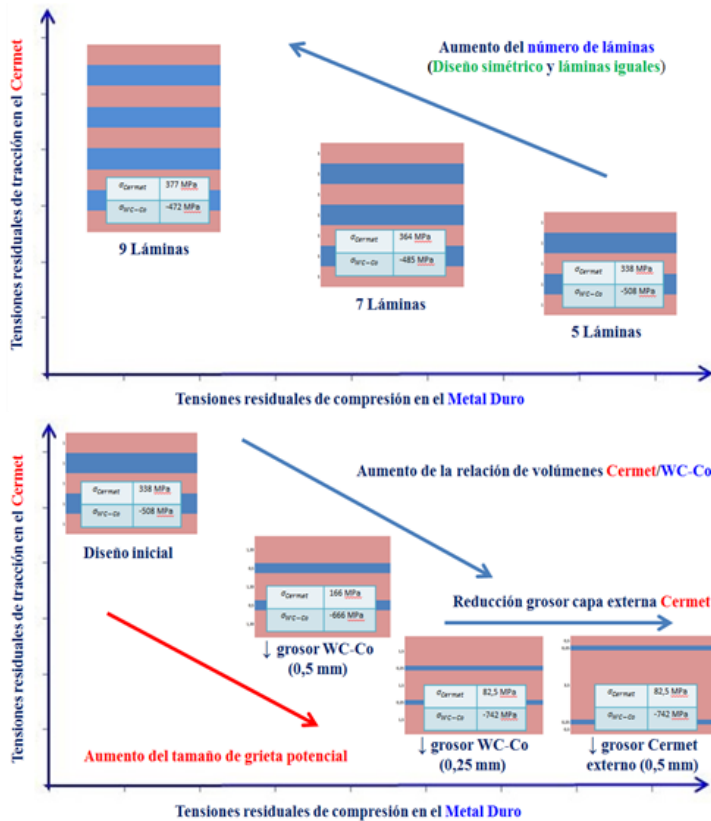 Tensiones residuales de tracción en el Cermet
Aumento del número de láminas
(Diseño simétrico y láminas iguales)
σCermet 377 MPa
σWC−Co -472 MPa
9 Láminas
σCermet 364 MPa
σWC−Co -485 MPa
7 Láminas
σCermet 338 MPa
σWC−Co -508 MPa
5 Láminas
Tensiones residuales de compresión en el Metal Duro
Tensiones residuales de tracción en el Cermet
Aumento de la relación de volúmenes Cermet/WC-Co
σCermet 338 MPa
σWC−Co -508 MPa
Diseño inicial
σCermet 166 MPa
σWC−Co -666 MPa
↓ grosor WC-Co
(0,5 mm)
Reducción grosor capa externa Cermet
σCermet 82,5 MPa
σWC−Co -742 MPa
↓ grosor WC-Co
(0,25 mm)
σCermet 82,5 MPa
σWC−Co -742 MPa
↓ grosor Cermet
externo (0,5 mm)
Aumento del tamaño de grieta potencial
Tensiones residuales de compresión en el Metal Duro